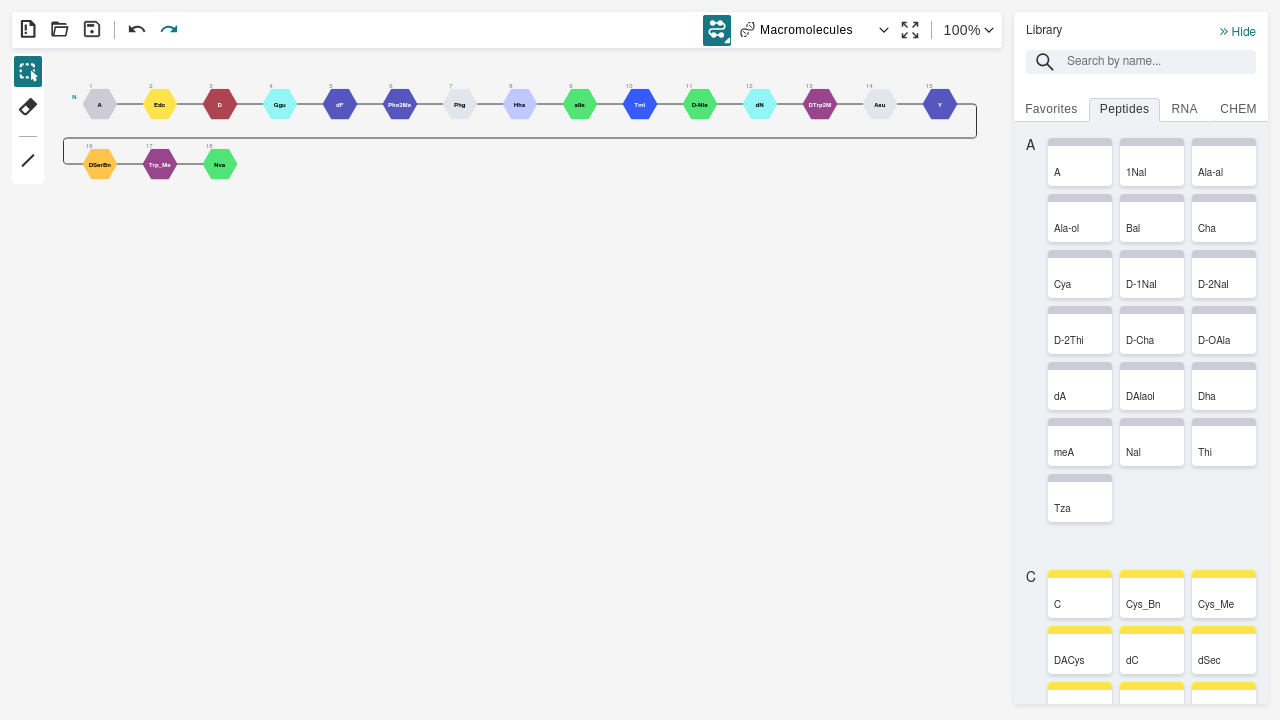 Macromolecules
100%
1 2 3 4 5 6 7 8 9 10 11 12 13 14 15
N A Edc D Ggu dF Phe2Me Phg Hhs aIle Tml D-Nle dN DTrp2M Asu Y
16 17 18
DSerBn Trp_Me Nva
Library
Hide
Search by name...
Favorites Peptides RNA CHEM
A
A 1Nal Ala-al
Ala-ol Bal Cha
Cya D-1Nal D-2Nal
D-2Thi D-Cha D-OAla
dA DAlaol Dha
meA Nal Thi
Tza
C
C Cys_Bn Cys_Me
DACys dC dSec